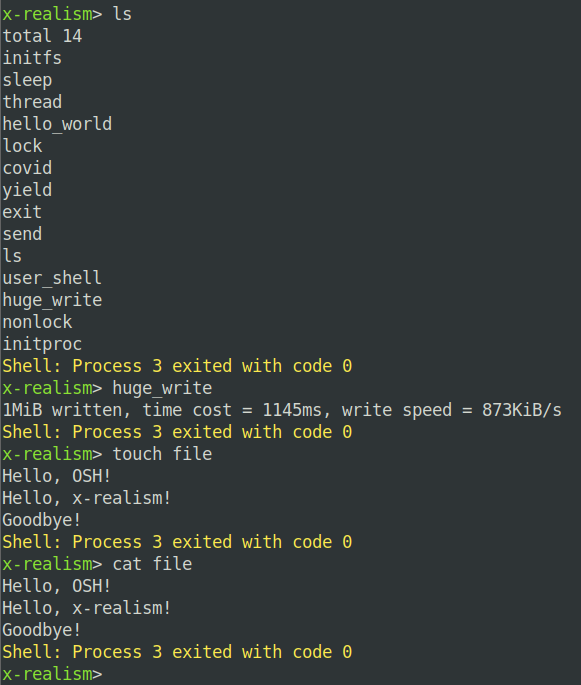 x-realism> ls
total 14
initfs
sleep
thread
hello_world
lock
covid
yield
exit
send
ls
user_shell
huge_write
nonlock
initproc
Shell: Process 3 exited with code 0
x-realism> huge_write
1MiB written, time cost = 1145ms, write speed = 873KiB/s
Shell: Process 3 exited with code 0
x-realism> touch file
Hello, OSH!
Hello, x-realism!
Goodbye!
Shell: Process 3 exited with code 0
x-realism> cat file
Hello, OSH!
Hello, x-realism!
Goodbye!
Shell: Process 3 exited with code 0
x-realism>